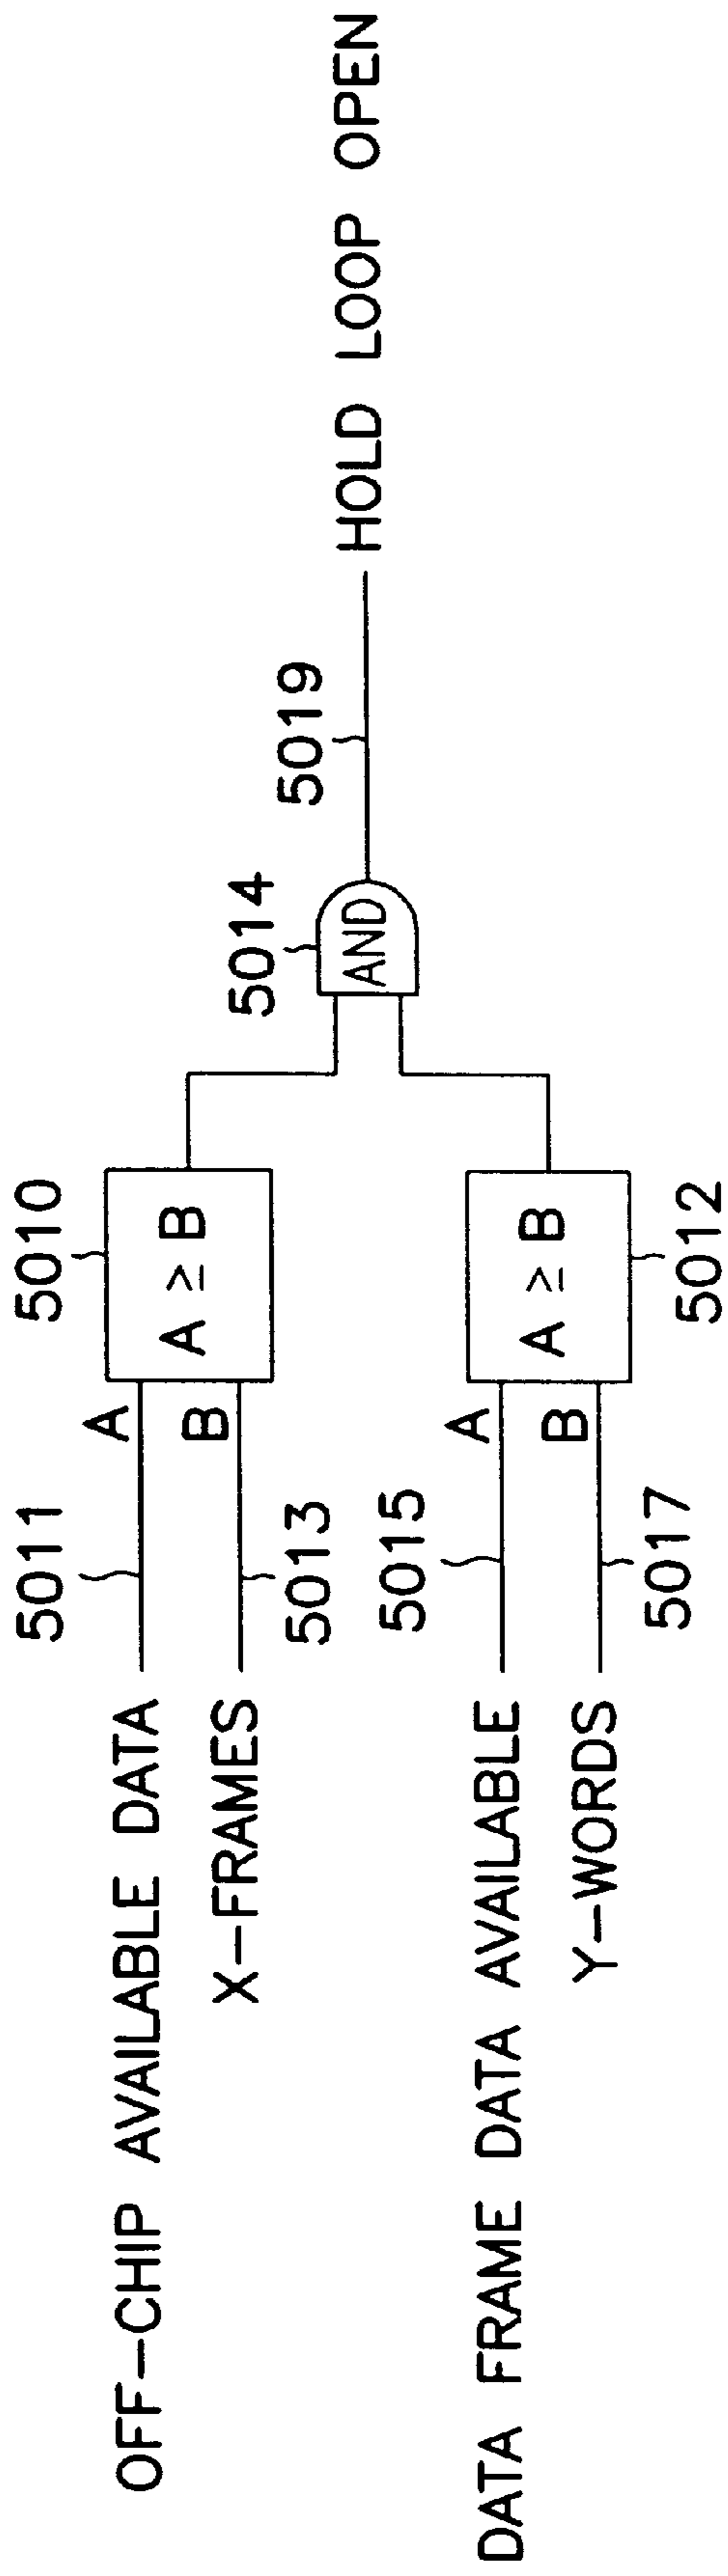 5010
5011
A
OFF-CHIP AVAILABLE DATA
A ≥ B
B
X-FRAMES
5013
5014
5019
AND
HOLD LOOP OPEN
5015
A
DATA FRAME DATA AVAILABLE
A ≥ B
B
Y-WORDS
5017
5012